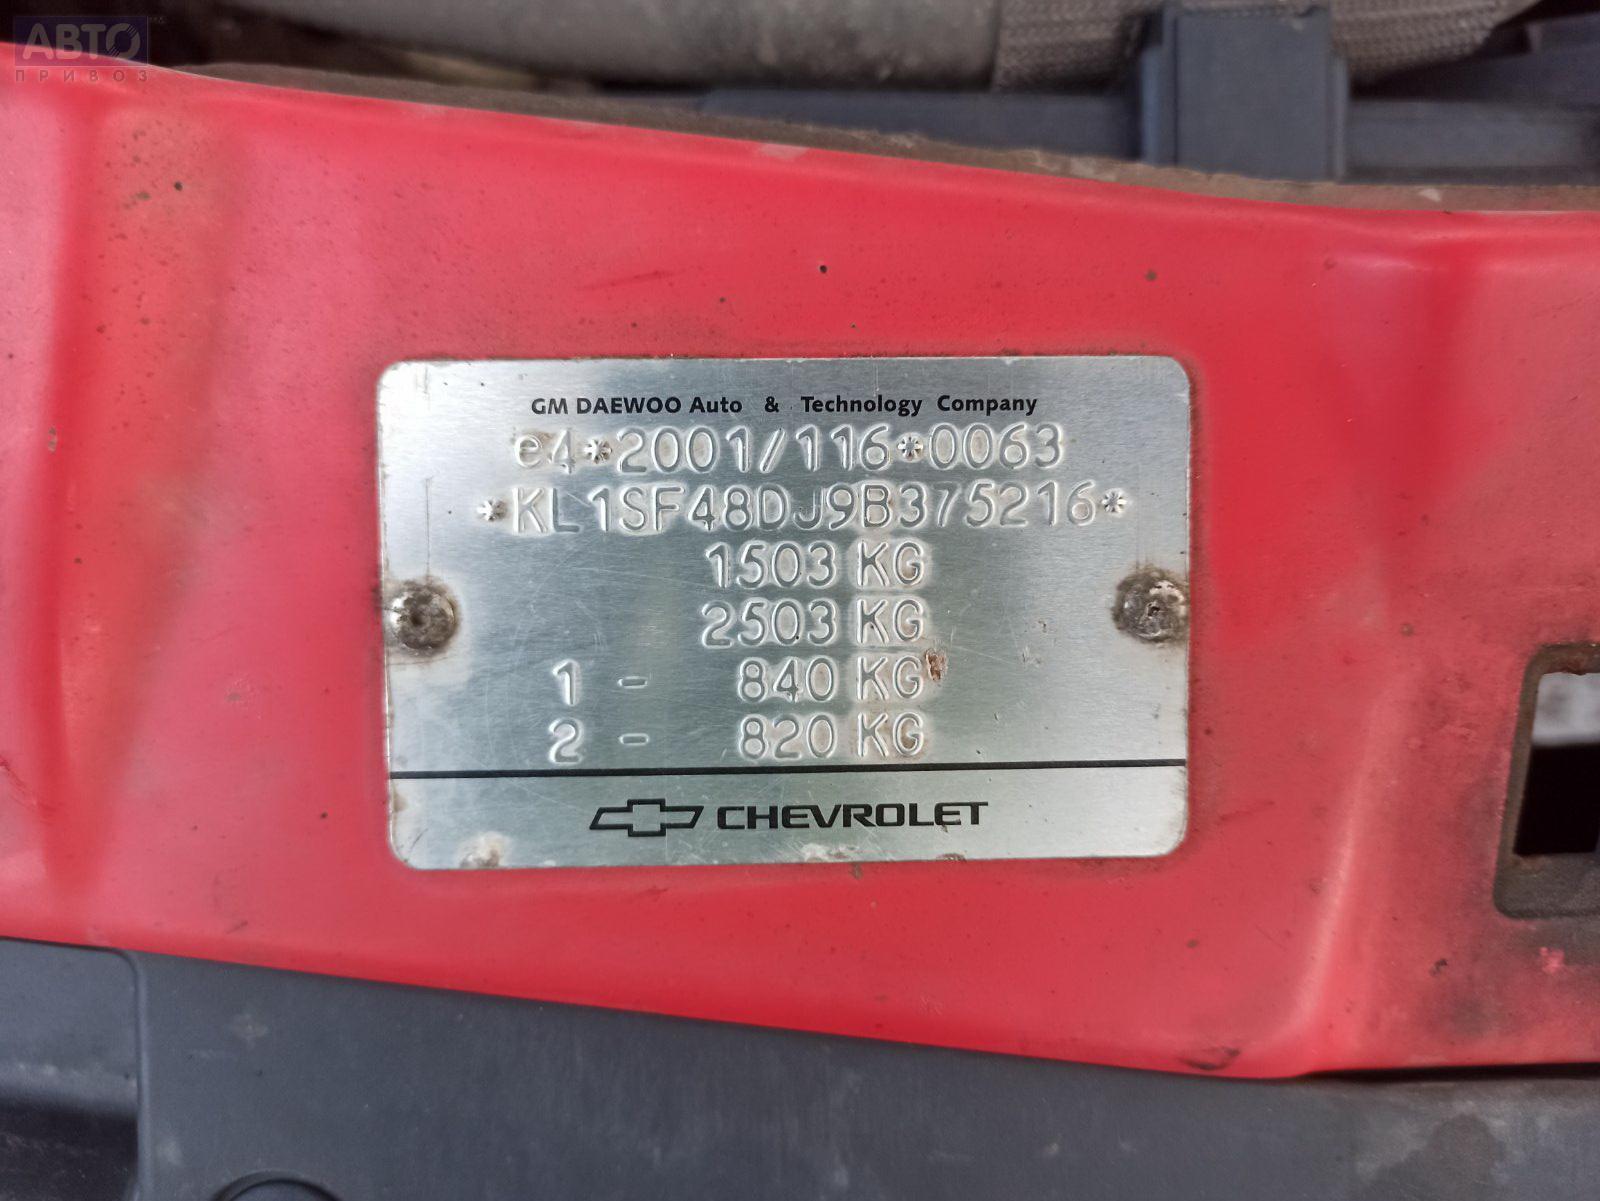 АВТО
ПРИВОЗ
GM DAEWOO Auto & Technology Company
e4*2001/116*0063
*KL1SF48DJ9B375216*
1503 KG
2503 KG
1 - 840 KG
2 - 820 KG
CHEVROLET